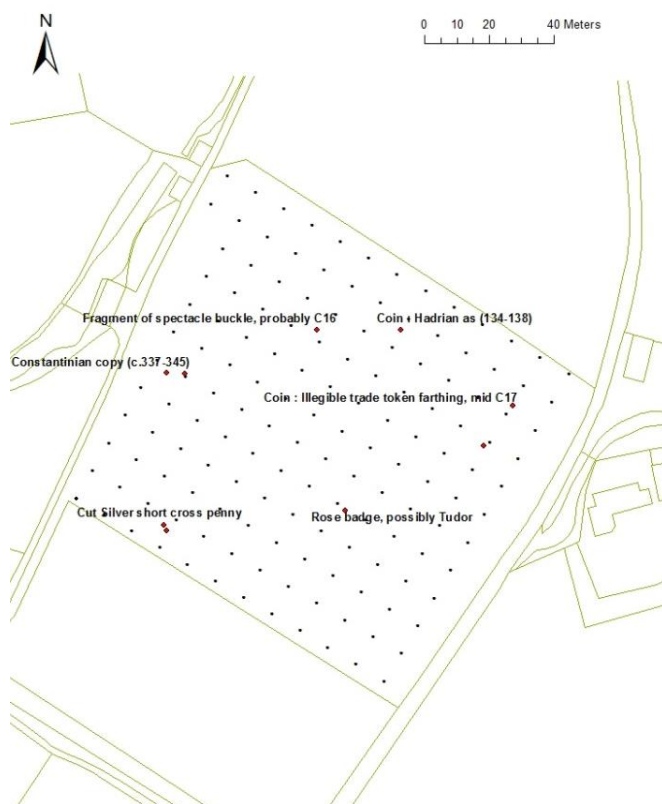 N
0 10 20 40 Meters
Fragment of spectacle buckle, probably C16
Coin : Hadrian as (134-138)
Constantinian copy (c.337-345)
Coin : Illegible trade token farthing, mid C17
Cut Silver short cross penny
Rose badge, possibly Tudor